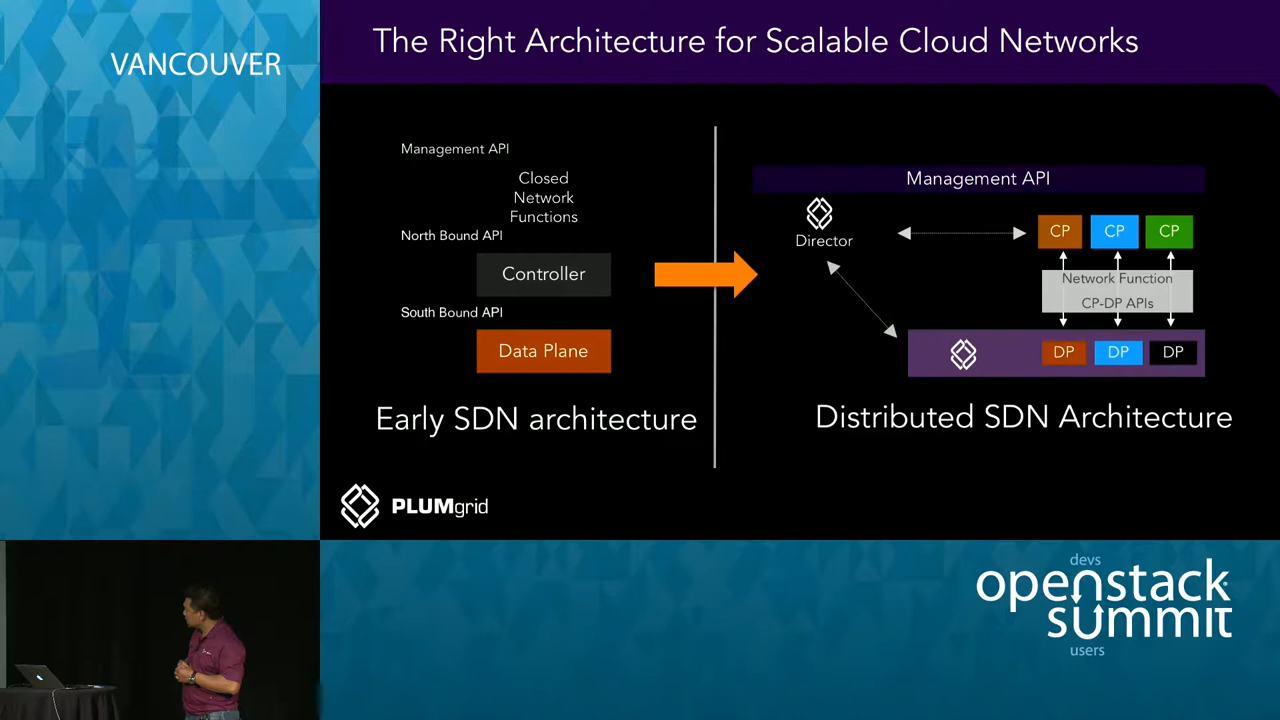 VANCOUVER
The Right Architecture for Scalable Cloud Networks
Management API
Closed
Network
Functions
North Bound API
Controller
South Bound API
Data Plane
Early SDN architecture
Management API
Director
CP CP CP
Network Function
CP-DP APIs
DP DP DP
Distributed SDN Architecture
PLUMgrid
devs
openstack
summit
users